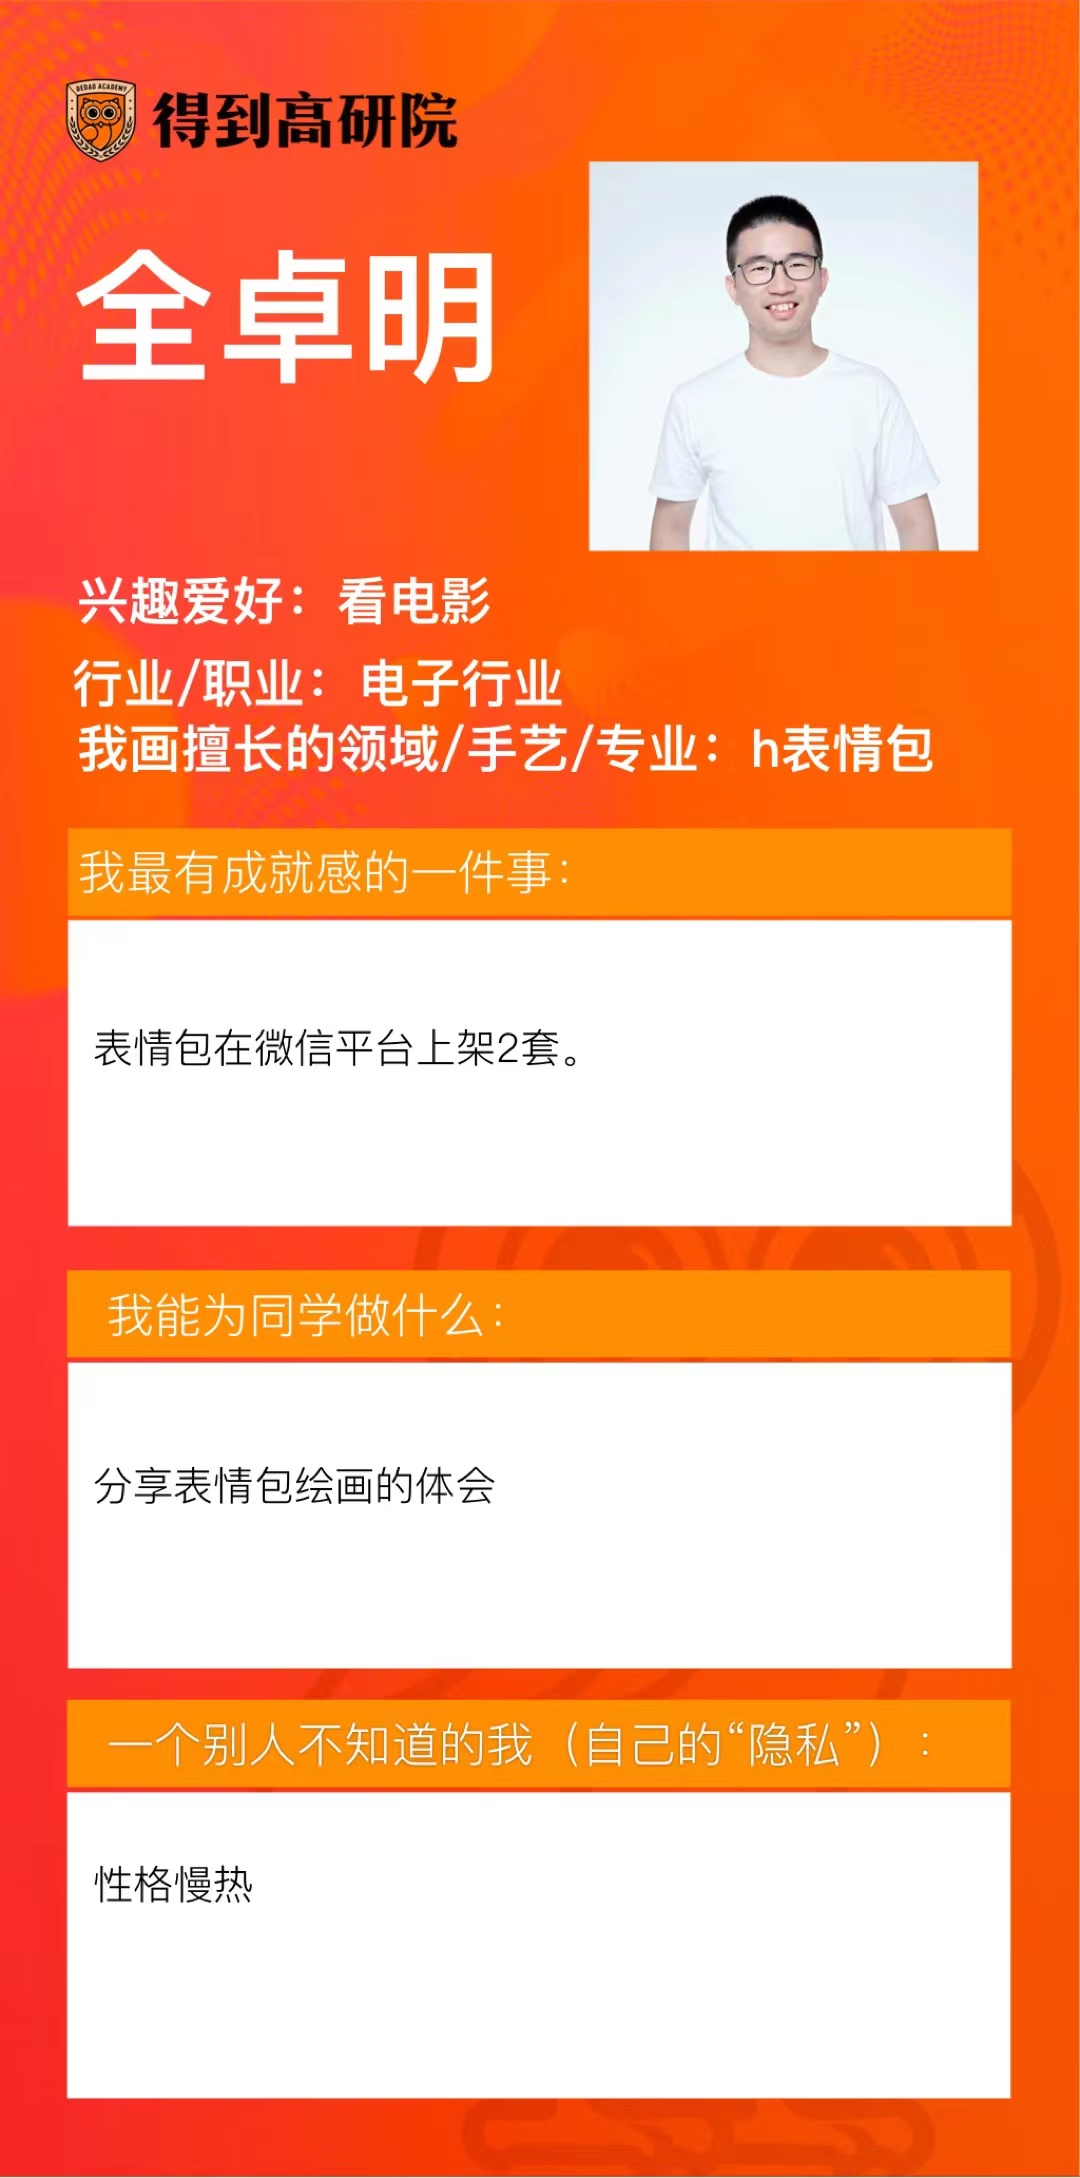 DEDAO ACADEMY
得到高研院
全卓明
兴趣爱好：看电影
行业/职业：电子行业
我画擅长的领域/手艺/专业：h表情包
我最有成就感的一件事：
表情包在微信平台上架2套。
我能为同学做什么：
分享表情包绘画的体会
一个别人不知道的我（自己的“隐私”）：
性格慢热